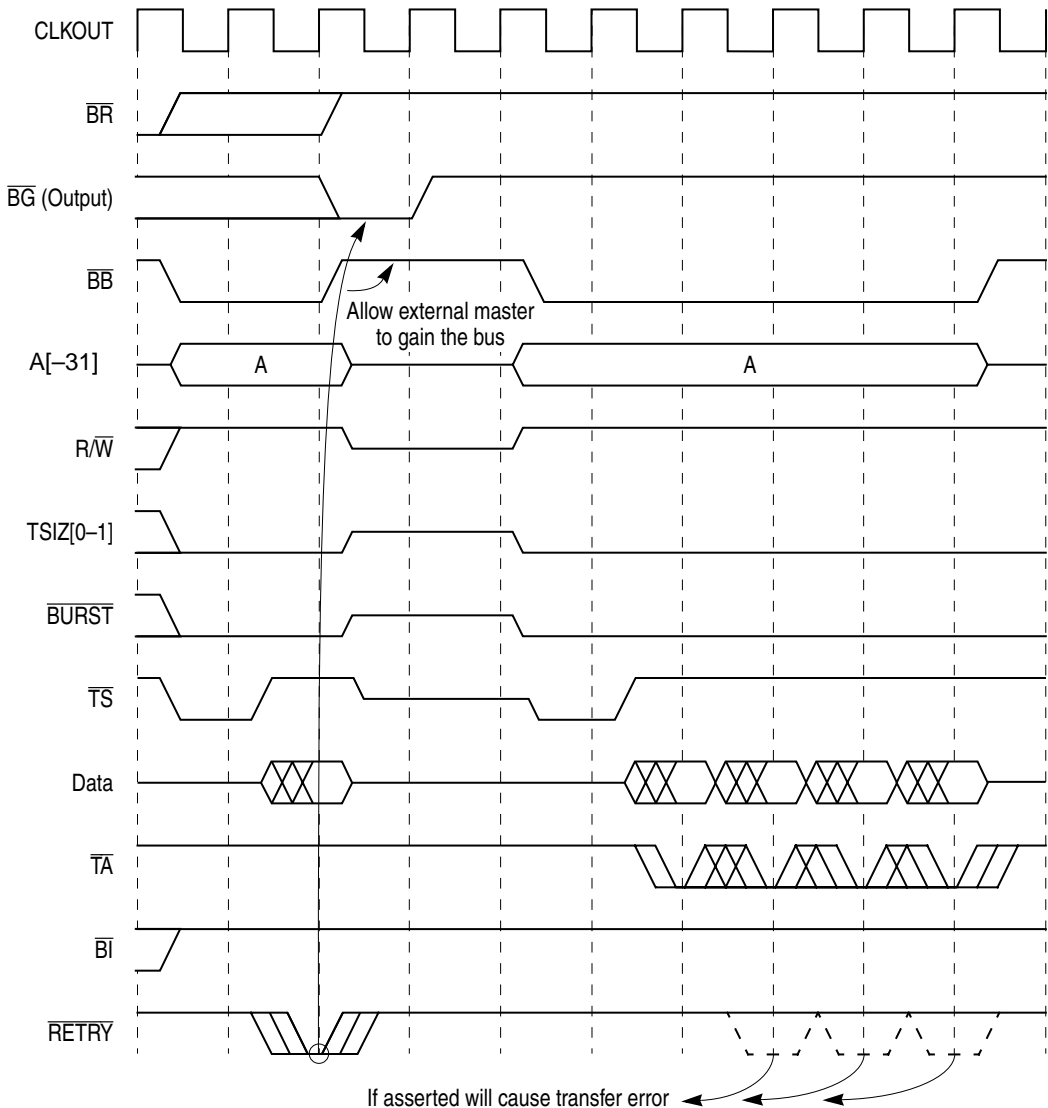 CLKOUT
BR
BG (Output)
BB
Allow external master
to gain the bus
A[–31]
A
A
R/W
TSIZ[0–1]
BURST
TS
Data
TA
BI
RETRY
If asserted will cause transfer error